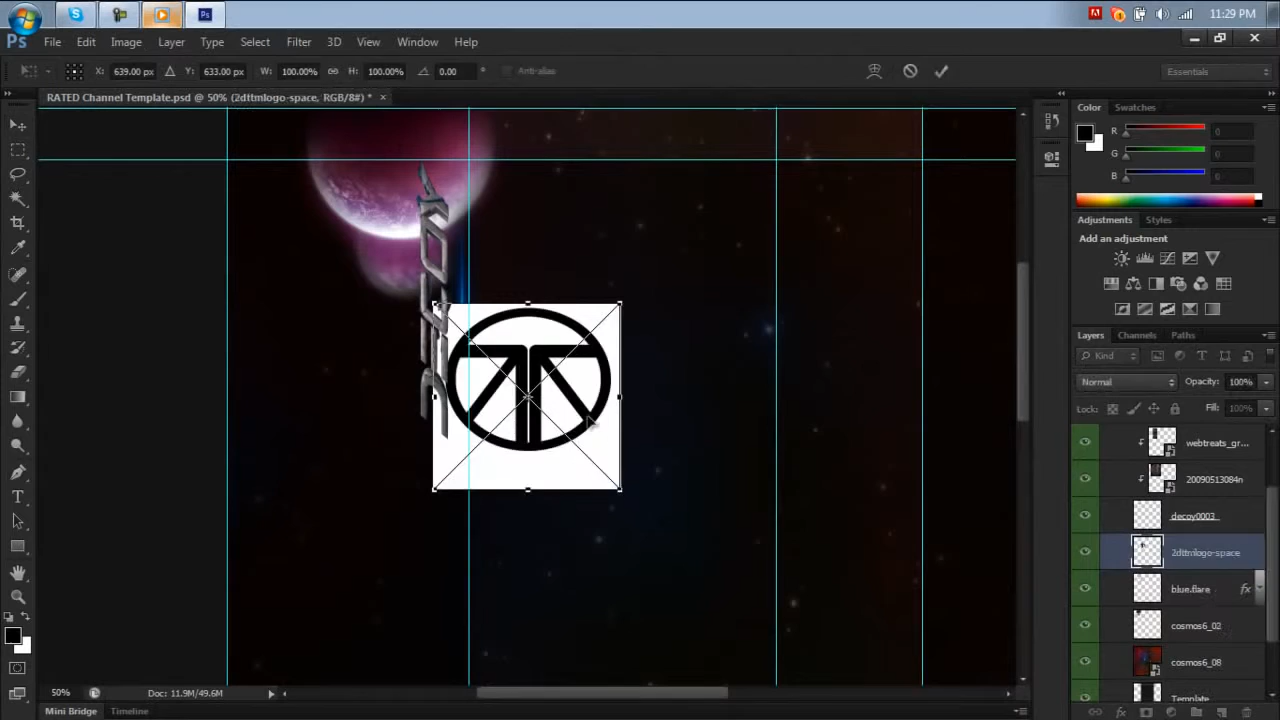 11:29 PM
Ps File Edit Image Layer Type Select Filter 3D View Window Help
X: 639.00 px Y: 633.00 px W: 100.00% H: 100.00% 0.00 ° Anti-alias Essentials
RATED Channel Template.psd @ 50% (2dttmlogo-space, RGB/8#) * ×
Color Swatches
R 0
G 0
B 0
Adjustments Styles
Add an adjustment
Layers Channels Paths
Kind
Normal Opacity: 100%
Lock: Fill: 100%
webtreats_gr...
20090513084n
decoy0003
2dttmlogo-space
blue.flare fx
cosmos6_02
cosmos6_08
Template
50% Doc: 11.9M/49.6M
Mini Bridge Timeline